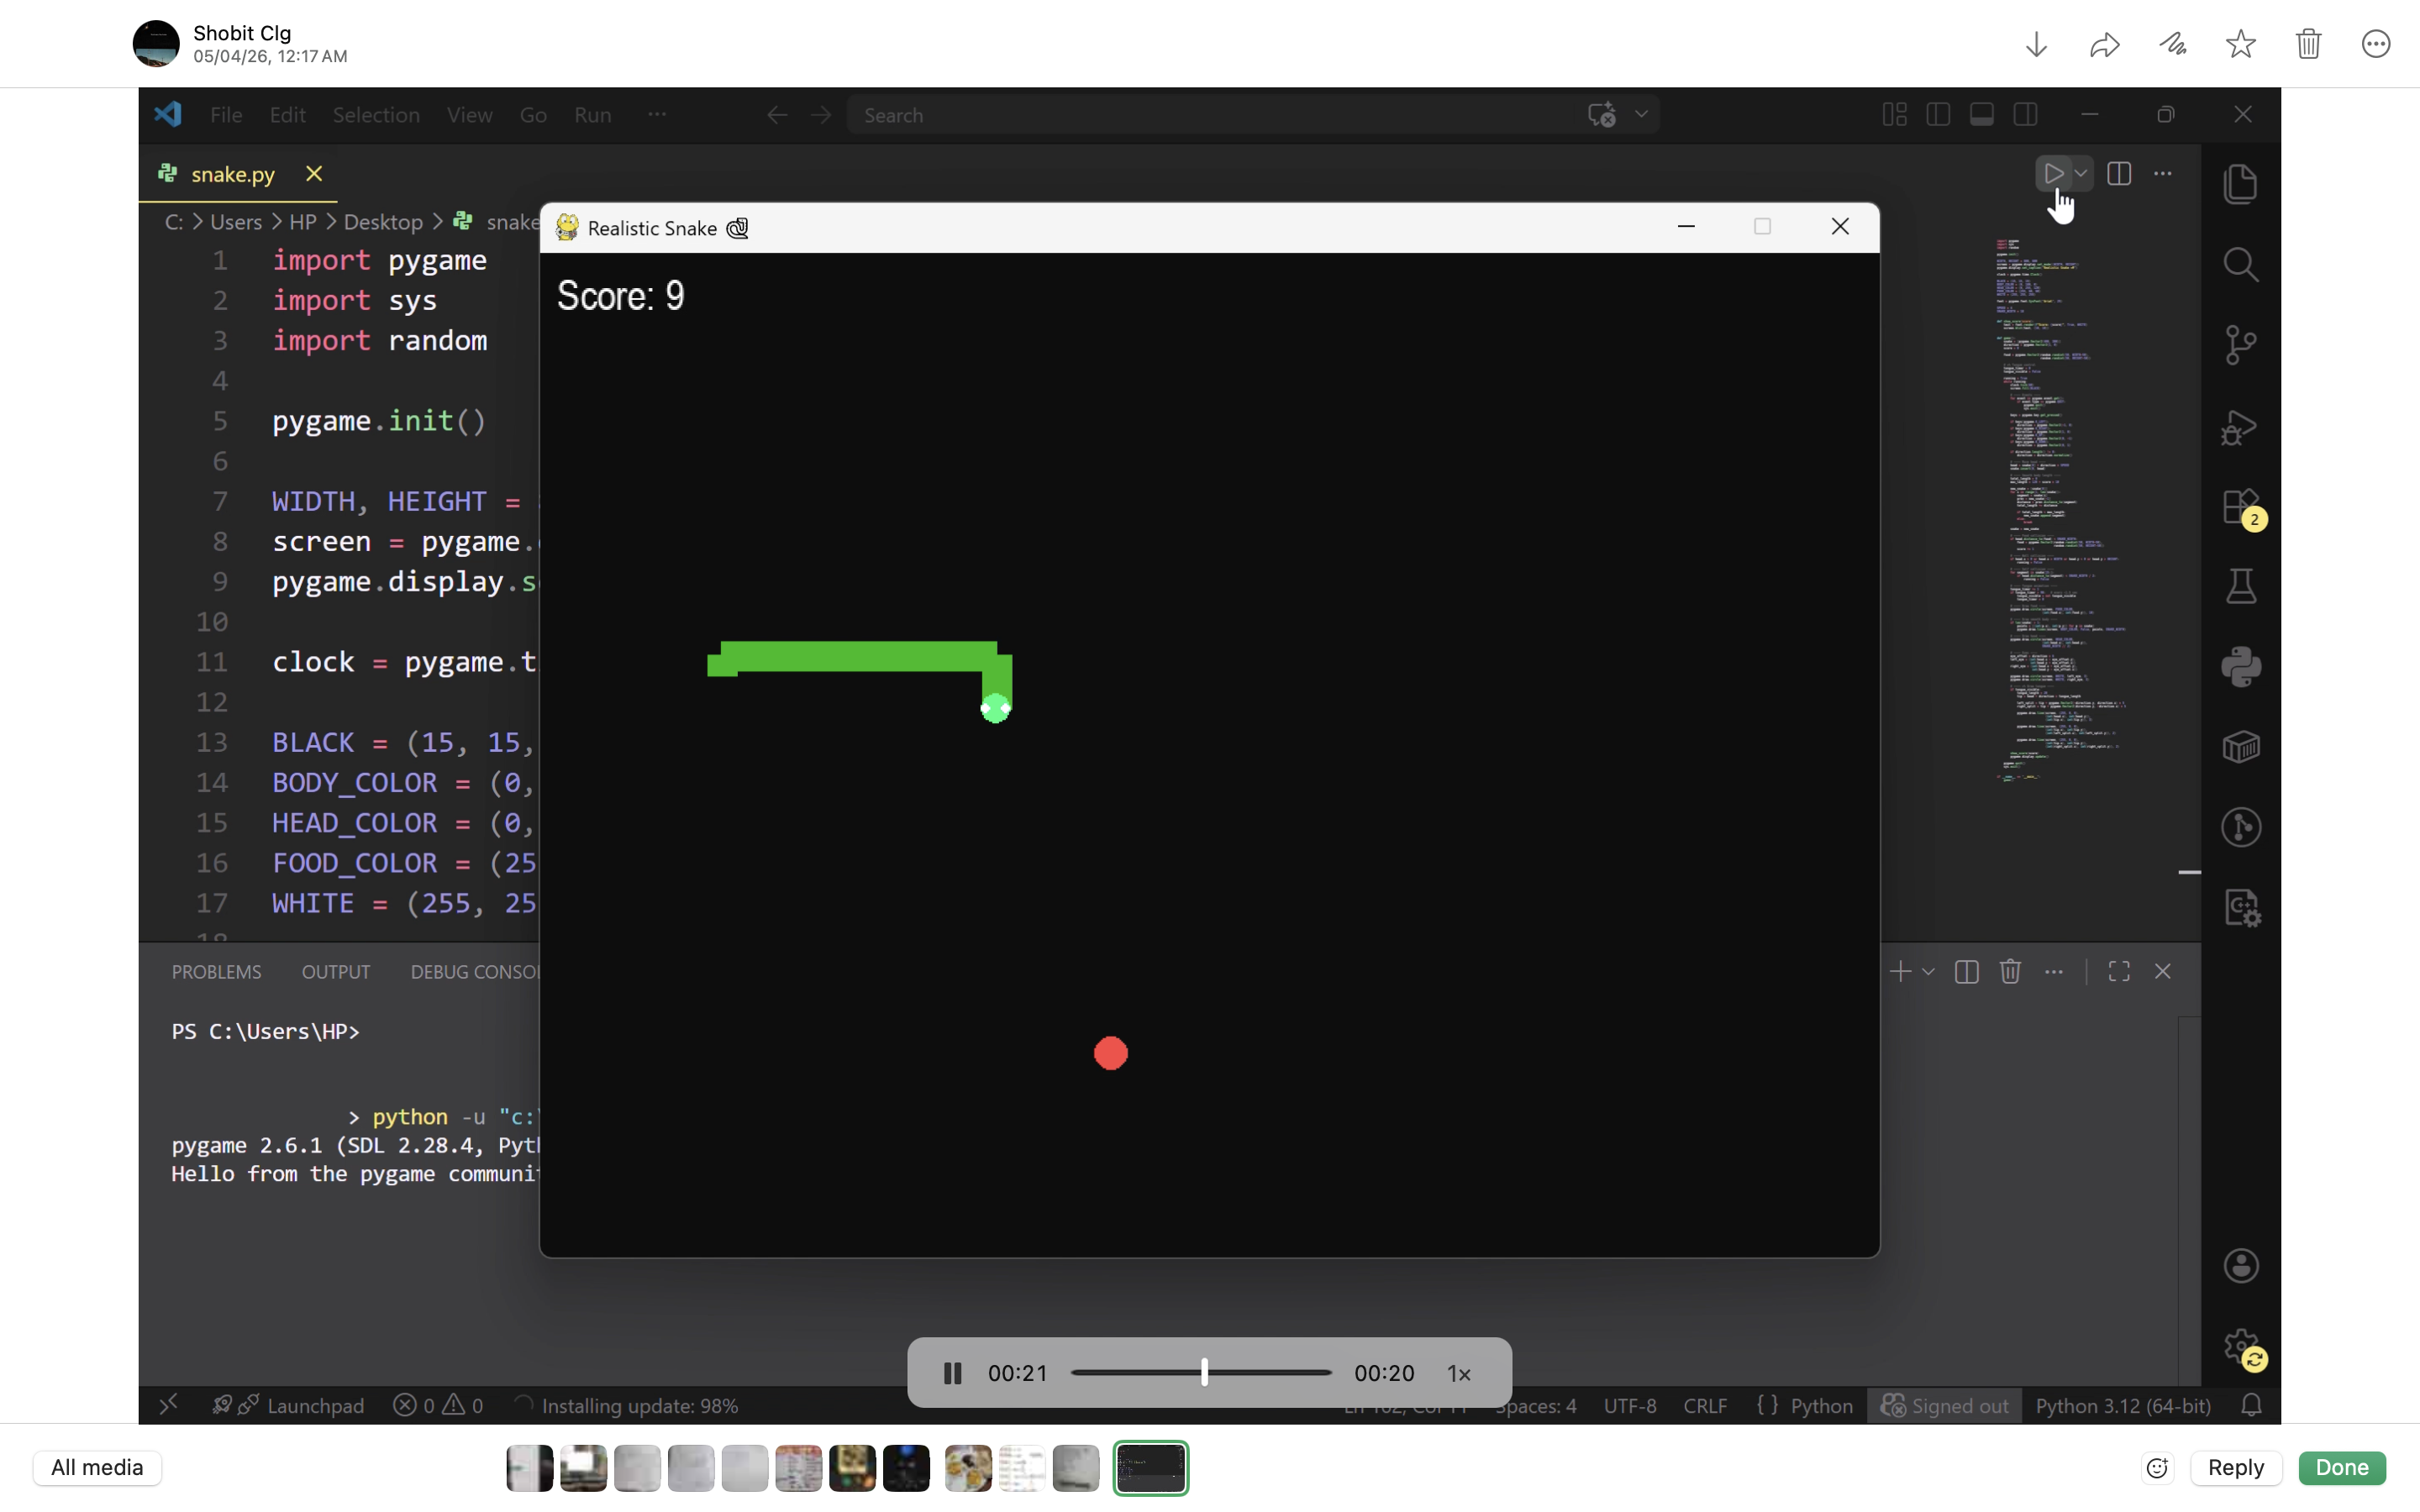 Shobit Clg
05/04/26, 12:17 AM
File Edit Selection View Go Run ··· Search
snake.py
C: > Users > HP > Desktop > snake
1 import pygame
2 import sys
3 import random
4
5 pygame.init()
6
7 WIDTH, HEIGHT =
8 screen = pygame.
9 pygame.display.s
10
11 clock = pygame.t
12
13 BLACK = (15, 15,
14 BODY_COLOR = (0,
15 HEAD_COLOR = (0,
16 FOOD_COLOR = (25
17 WHITE = (255, 25
18
Realistic Snake
Score: 9
2
PROBLEMS OUTPUT DEBUG CONSOL
PS C:\Users\HP>
> python -u "c:\
pygame 2.6.1 (SDL 2.28.4, Pyth
Hello from the pygame communi
00:21 00:20 1×
Launchpad 0 0 Installing update: 98% Spaces: 4 UTF-8 CRLF { } Python Signed out Python 3.12 (64-bit)
All media Reply Done